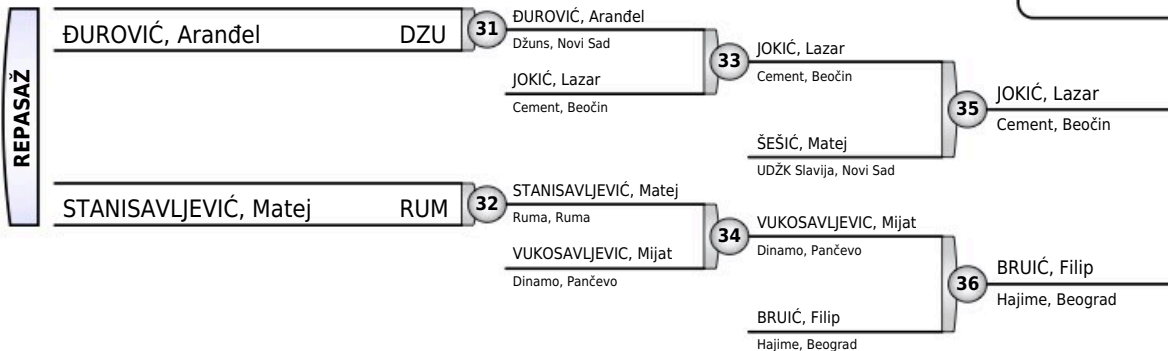 REPASAŽ
ĐUROVIĆ, Aranđel DZU
31
ĐUROVIĆ, Aranđel
Džuns, Novi Sad
JOKIĆ, Lazar
Cement, Beočin
33
JOKIĆ, Lazar
Cement, Beočin
ŠEŠIĆ, Matej
UDŽK Slavija, Novi Sad
35
JOKIĆ, Lazar
Cement, Beočin
STANISAVLJEVIĆ, Matej RUM
32
STANISAVLJEVIĆ, Matej
Ruma, Ruma
VUKOSAVLJEVIC, Mijat
Dinamo, Pančevo
34
VUKOSAVLJEVIC, Mijat
Dinamo, Pančevo
BRUIĆ, Filip
Hajime, Beograd
36
BRUIĆ, Filip
Hajime, Beograd